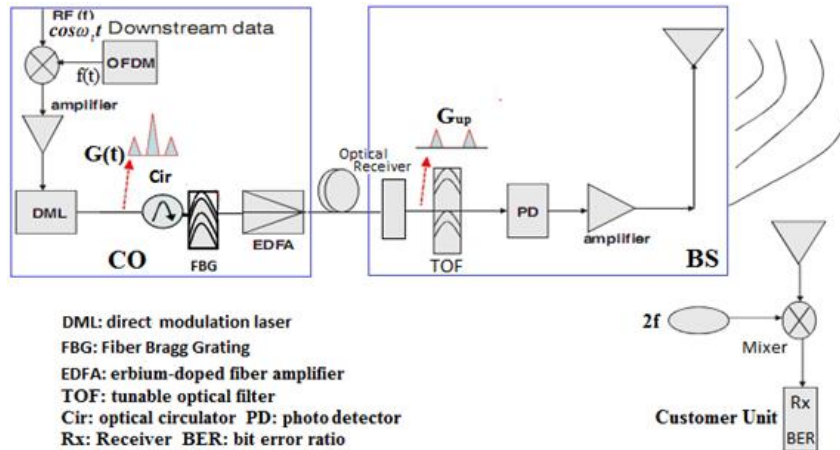 RF (f)
cosωᵢt Downstream data
OFDM
f(t)
amplifier
G(t)
Cir
DML
FBG
EDFA
CO
Optical
Receiver
Gup
TOF
PD
amplifier
BS
2f
Mixer
Customer Unit
Rx
BER
DML: direct modulation laser
FBG: Fiber Bragg Grating
EDFA: erbium-doped fiber amplifier
TOF: tunable optical filter
Cir: optical circulator PD: photo detector
Rx: Receiver BER: bit error ratio